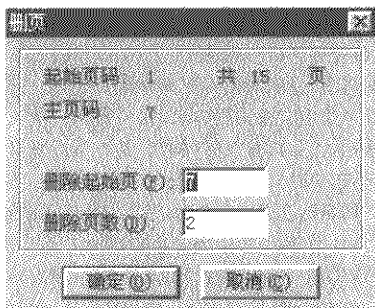 删页
起始页码 1 共 15 页
主页码 7
删除起始页(P) 7
删除页数(N) 2
确定(O) 取消(C)